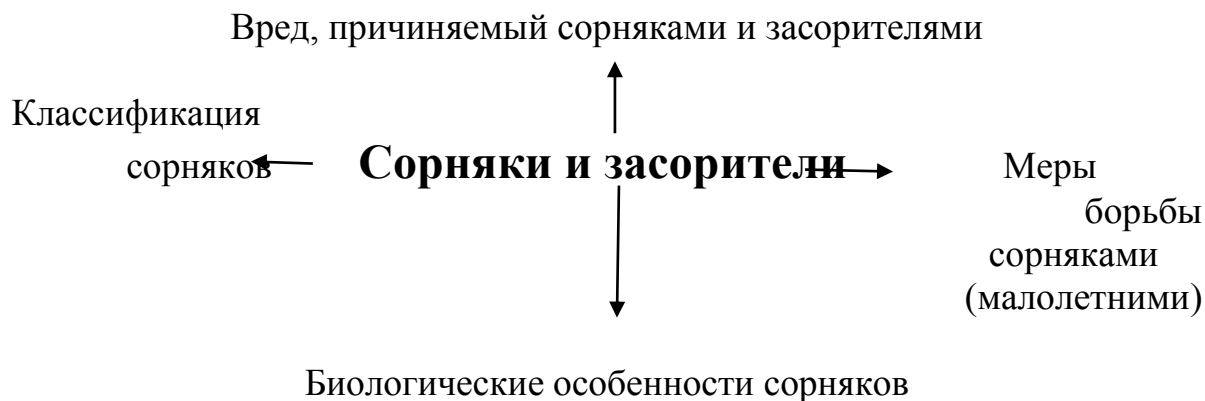 Вред, причиняемый сорняками и засорителями
Классификация
сорняков
Сорняки и засорители
Меры
борьбы
сорняками
(малолетними)
Биологические особенности сорняков